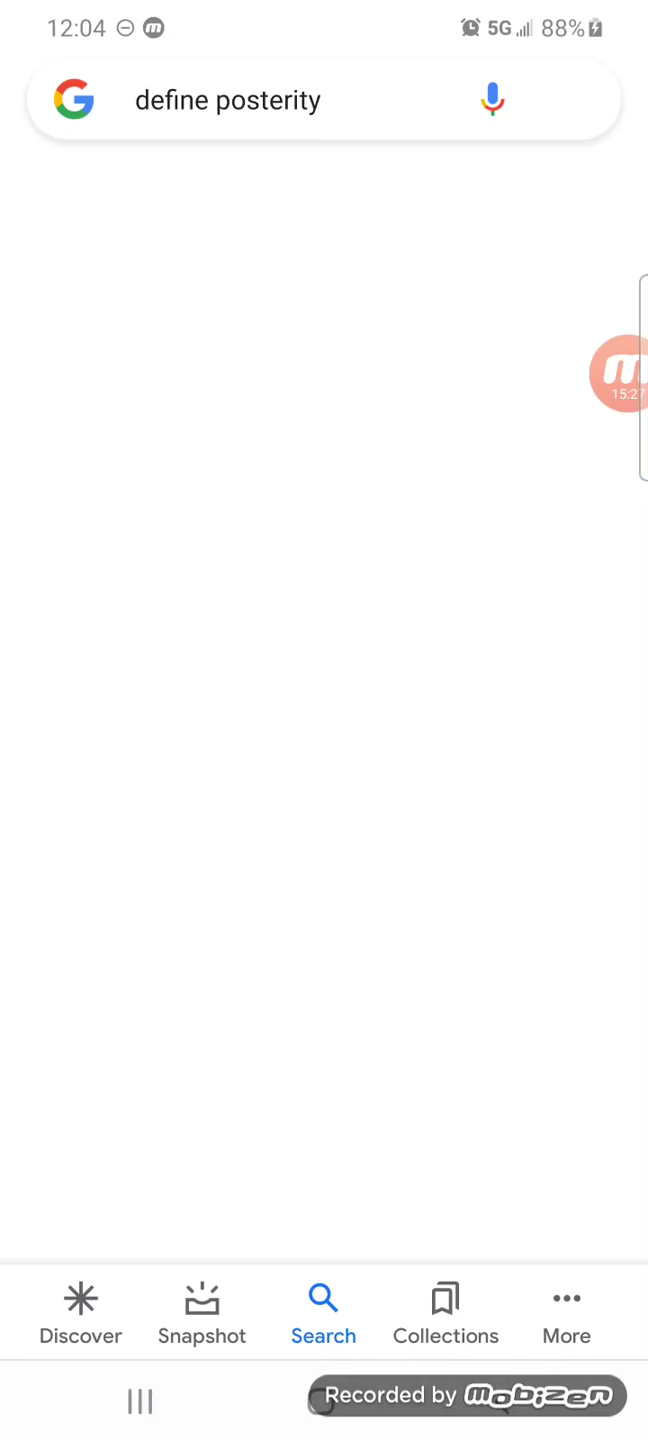 12:04 5G 88%
define posterity
15:27
Discover Snapshot Search Collections More
Recorded by mobizen